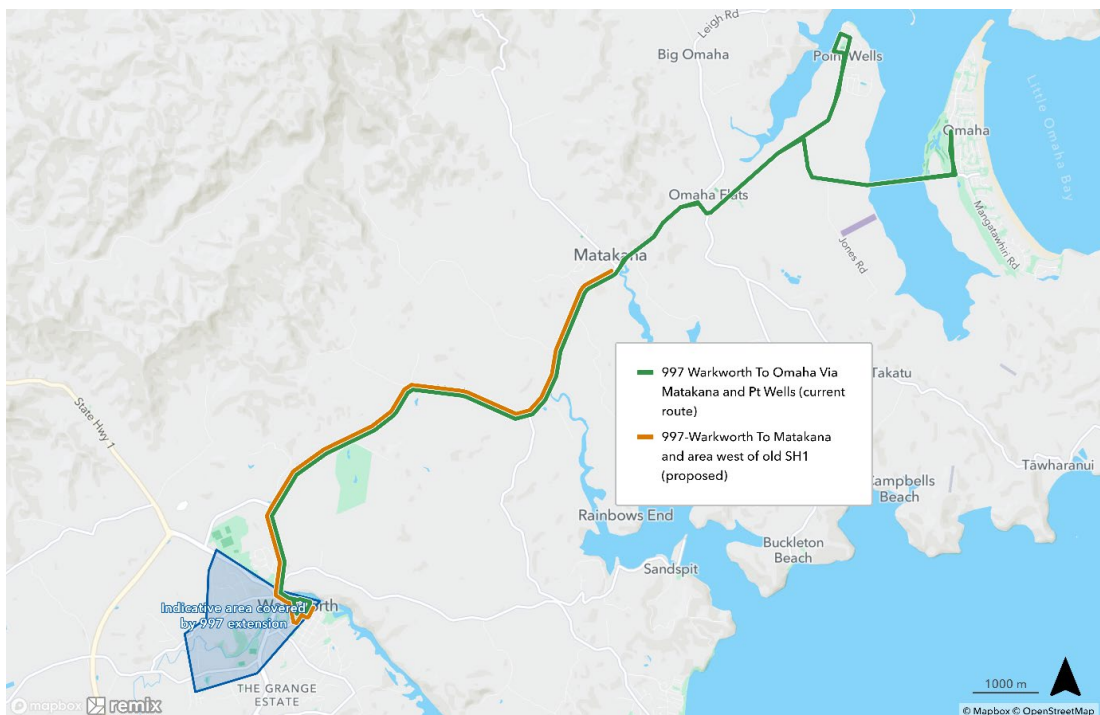 Leigh Rd
Big Omaha
Point Wells
Omaha
Little Omaha Bay
Omaha Flats
Mangatawhiri Rd
Jones Rd
Matakana
997 Warkworth To Omaha Via
Matakana and Pt Wells (current
route)
997-Warkworth To Matakana
and area west of old SH1
(proposed)
Takatu
State Hwy 1
Tawharanui
Campbells
Beach
Rainbows End
Buckleton
Beach
Sandspit
Warkworth
Indicative area covered
by 997 extension
THE GRANGE
ESTATE
1000 m
mapbox remix
© Mapbox © OpenStreetMap